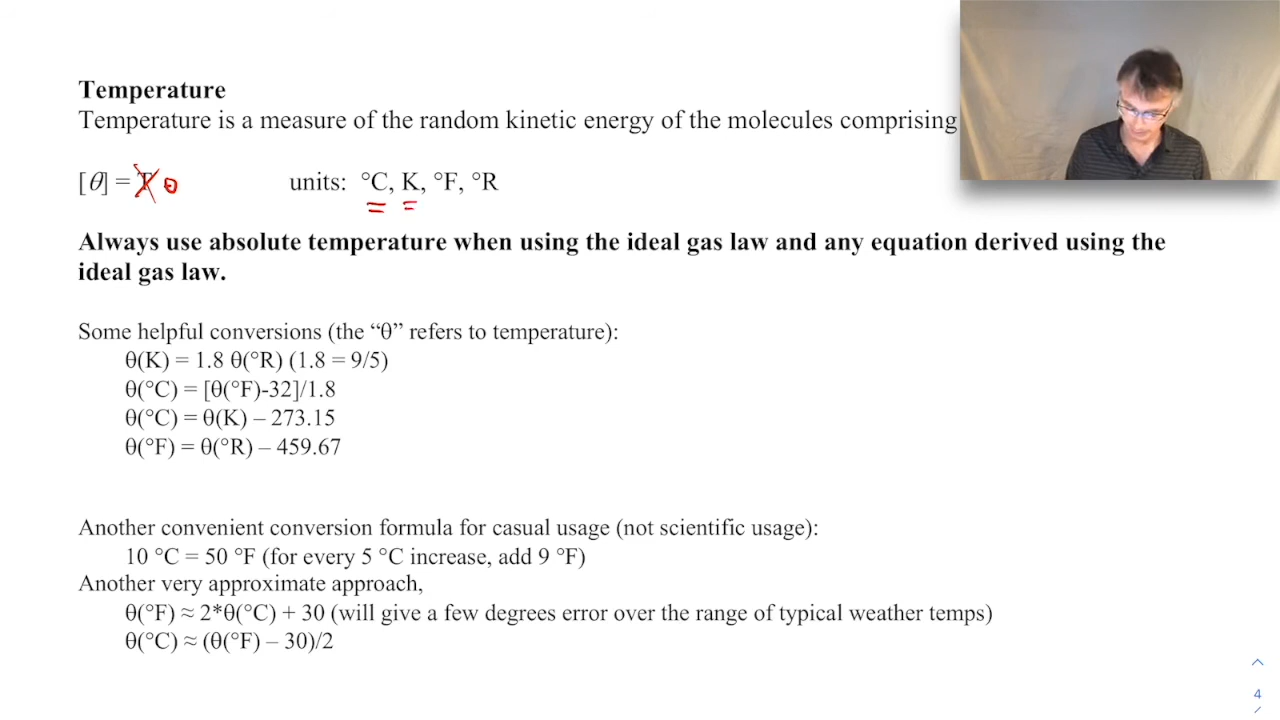 Temperature
Temperature is a measure of the random kinetic energy of the molecules comprising
[θ] = T θ
units: °C, K, °F, °R
Always use absolute temperature when using the ideal gas law and any equation derived using the
ideal gas law.
Some helpful conversions (the “θ” refers to temperature):
θ(K) = 1.8 θ(°R) (1.8 = 9/5)
θ(°C) = [θ(°F)-32]/1.8
θ(°C) = θ(K) – 273.15
θ(°F) = θ(°R) – 459.67
Another convenient conversion formula for casual usage (not scientific usage):
10 °C = 50 °F (for every 5 °C increase, add 9 °F)
Another very approximate approach,
θ(°F) ≈ 2*θ(°C) + 30 (will give a few degrees error over the range of typical weather temps)
θ(°C) ≈ (θ(°F) – 30)/2
4